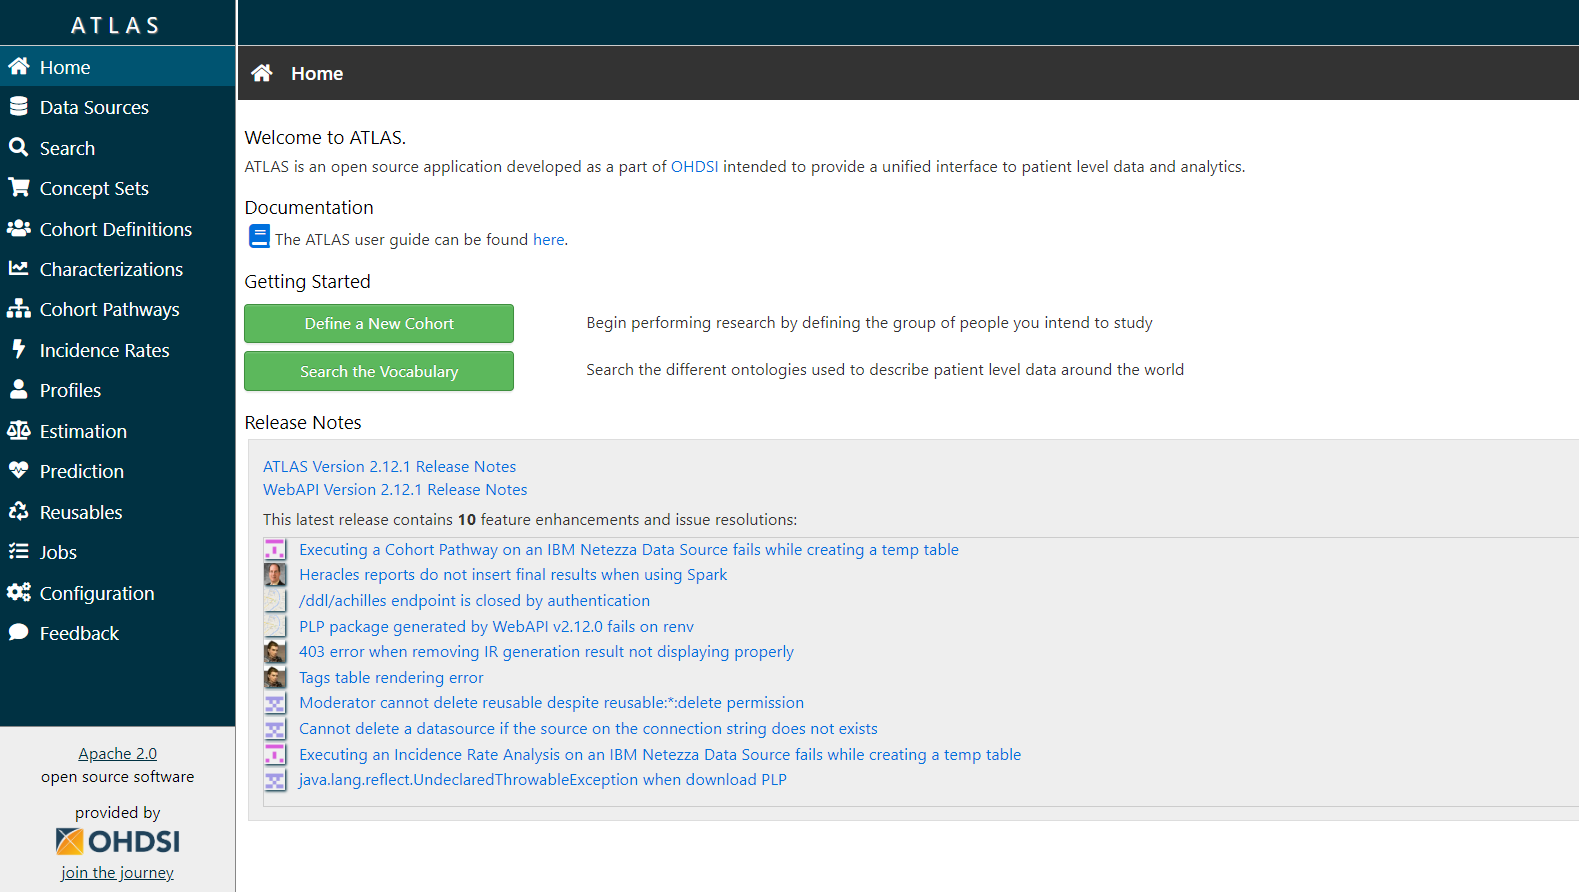 ATLAS
Home
Data Sources
Search
Concept Sets
Cohort Definitions
Characterizations
Cohort Pathways
Incidence Rates
Profiles
Estimation
Prediction
Reusables
Jobs
Configuration
Feedback
Apache 2.0
open source software
provided by
OHDSI
join the journey
Home
Welcome to ATLAS.
ATLAS is an open source application developed as a part of OHDSI intended to provide a unified interface to patient level data and analytics.
Documentation
The ATLAS user guide can be found here.
Getting Started
Define a New Cohort
Begin performing research by defining the group of people you intend to study
Search the Vocabulary
Search the different ontologies used to describe patient level data around the world
Release Notes
ATLAS Version 2.12.1 Release Notes
WebAPI Version 2.12.1 Release Notes
This latest release contains 10 feature enhancements and issue resolutions:
Executing a Cohort Pathway on an IBM Netezza Data Source fails while creating a temp table
Heracles reports do not insert final results when using Spark
/ddl/achilles endpoint is closed by authentication
PLP package generated by WebAPI v2.12.0 fails on renv
403 error when removing IR generation result not displaying properly
Tags table rendering error
Moderator cannot delete reusable despite reusable:*:delete permission
Cannot delete a datasource if the source on the connection string does not exists
Executing an Incidence Rate Analysis on an IBM Netezza Data Source fails while creating a temp table
java.lang.reflect.UndeclaredThrowableException when download PLP